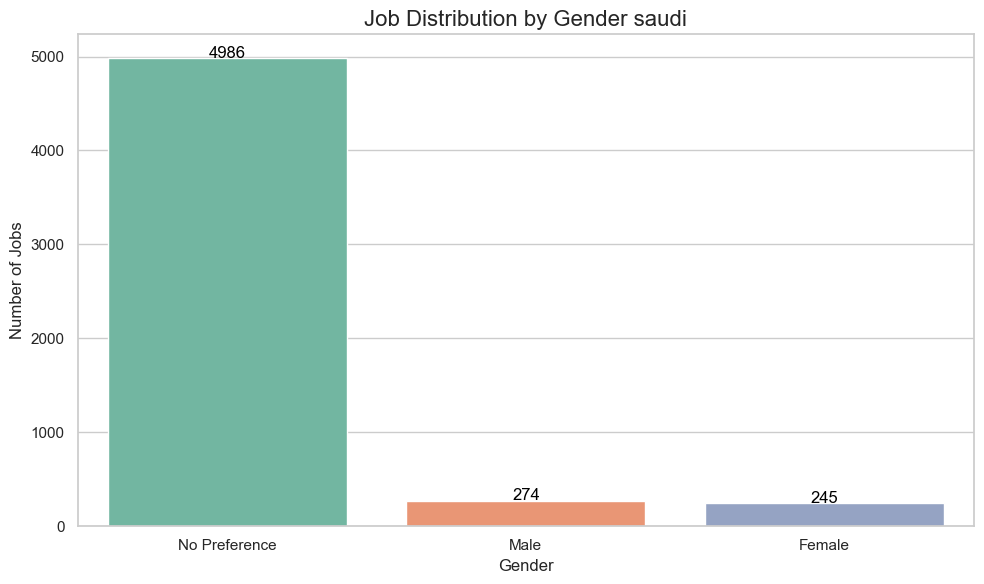 Job Distribution by Gender saudi
Number of Jobs
5000
4000
3000
2000
1000
0
4986
274
245
No Preference
Male
Female
Gender